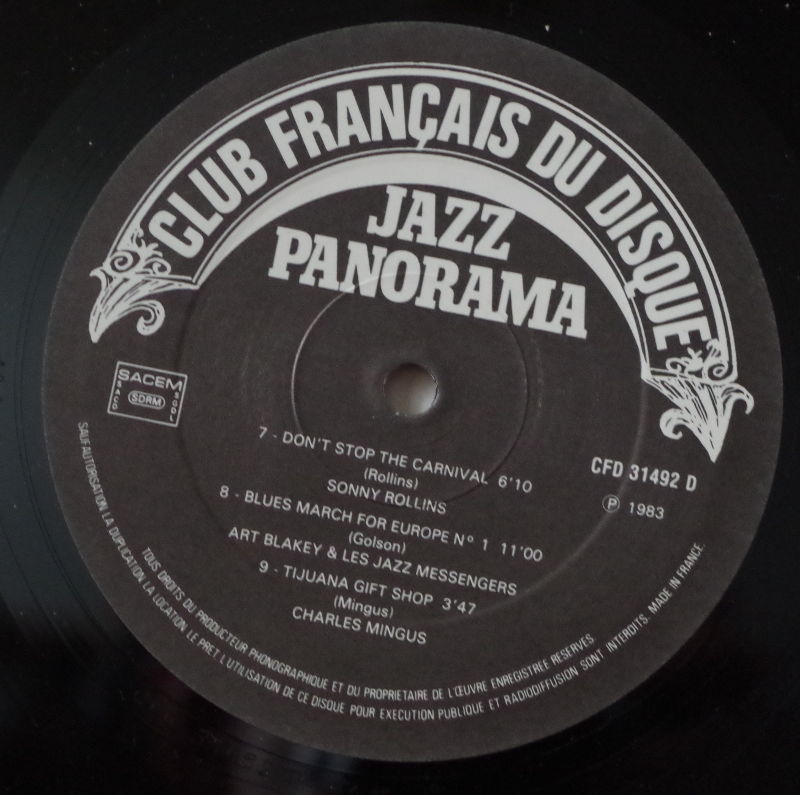 CLUB FRANÇAIS DU DISQUE
JAZZ
PANORAMA
SACEM
SACD
SDRM
SGDL
7 - DON'T STOP THE CARNIVAL 6'10
(Rollins)
SONNY ROLLINS
8 - BLUES MARCH FOR EUROPE Nº 1 11'00
(Golson)
ART BLAKEY & LES JAZZ MESSENGERS
9 - TIJUANA GIFT SHOP 3'47
(Mingus)
CHARLES MINGUS
CFD 31492 D
℗ 1983
TOUS DROITS DU PRODUCTEUR PHONOGRAPHIQUE ET DU PROPRIETAIRE DE L'ŒUVRE ENREGISTREE RESERVES.
SAUF AUTORISATION LA DUPLICATION, LA LOCATION, LE PRET, L'UTILISATION DE CE DISQUE POUR EXECUTION PUBLIQUE ET RADIODIFFUSION SONT INTERDITS. MADE IN FRANCE.